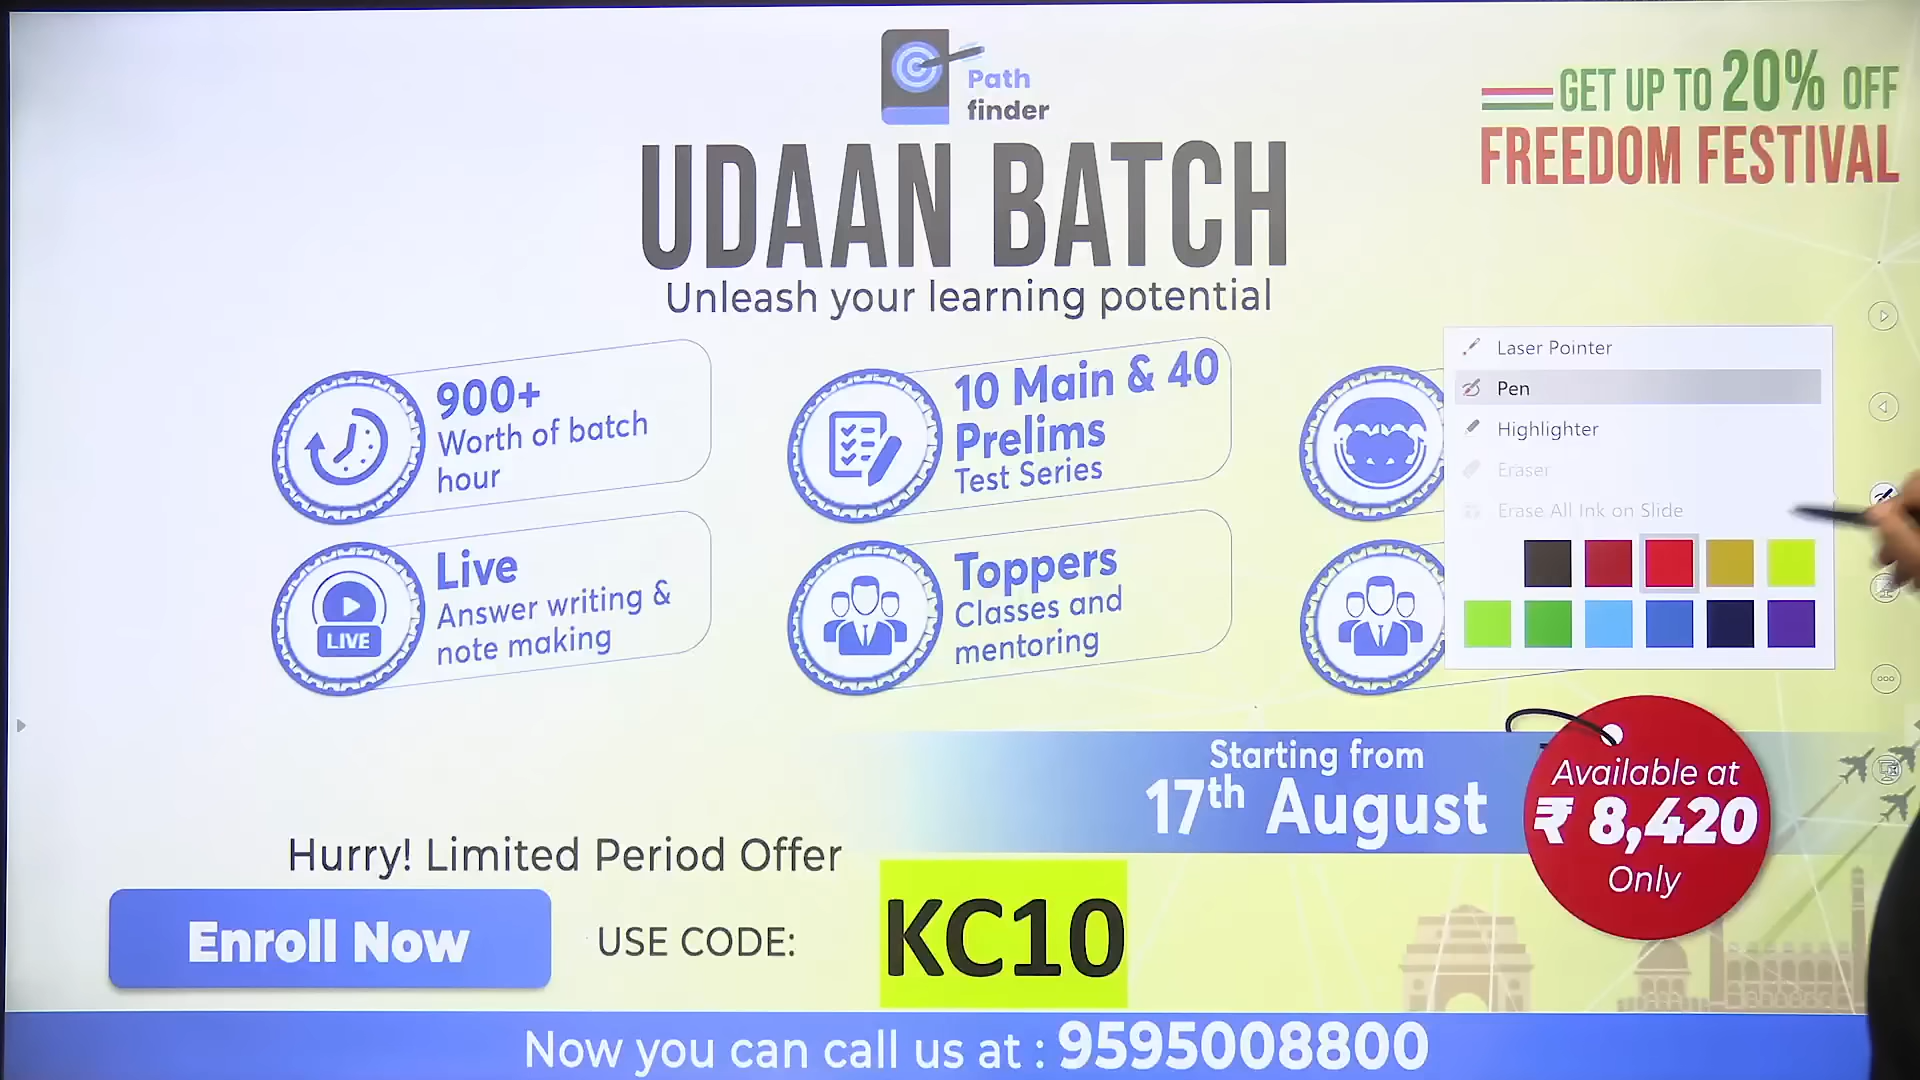 Path
finder
GET UP TO 20% OFF
FREEDOM FESTIVAL
UDAAN BATCH
Unleash your learning potential
900+
Worth of batch
hour
10 Main & 40
Prelims
Test Series
Live
Answer writing &
note making
LIVE
Toppers
Classes and
mentoring
Laser Pointer
Pen
Highlighter
Eraser
Erase All Ink on Slide
Starting from
17th August
Available at
₹ 8,420
Only
Hurry! Limited Period Offer
Enroll Now
USE CODE:
KC10
Now you can call us at : 9595008800